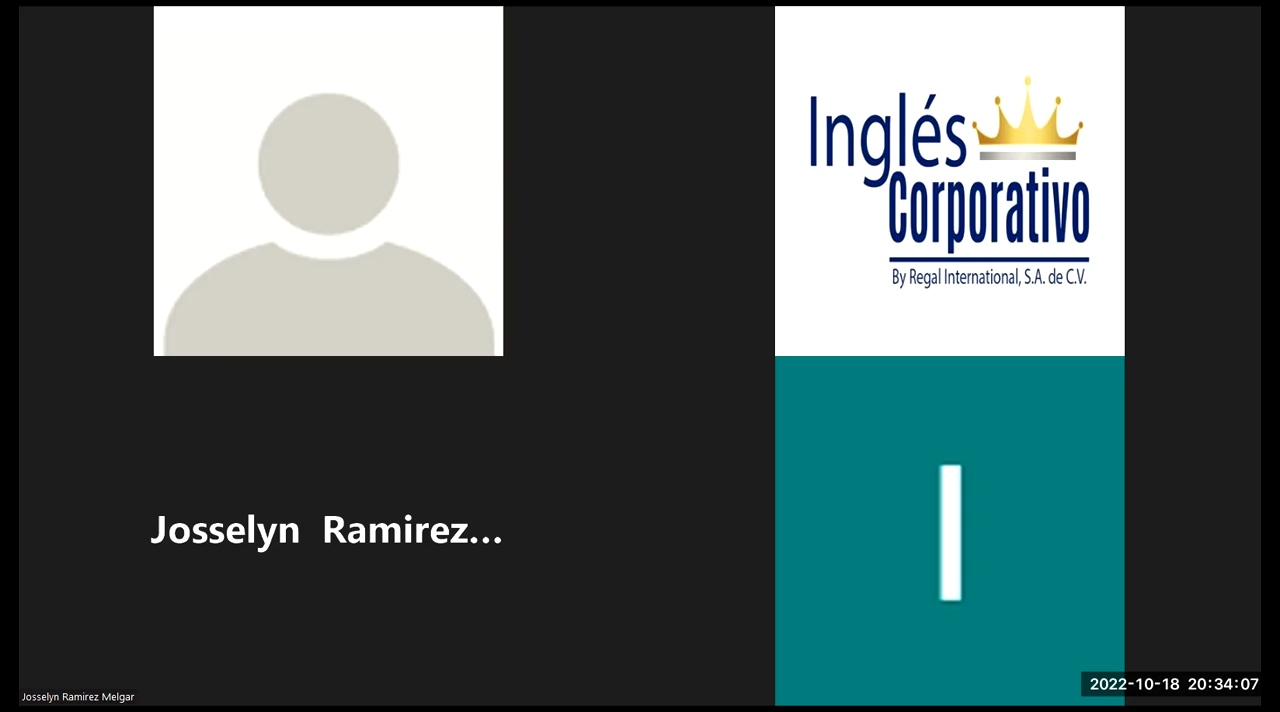 Inglés
Corporativo
By Regal International, S.A. de C.V.
Josselyn Ramirez...
I
Josselyn Ramirez Melgar
2022-10-18 20:34:07